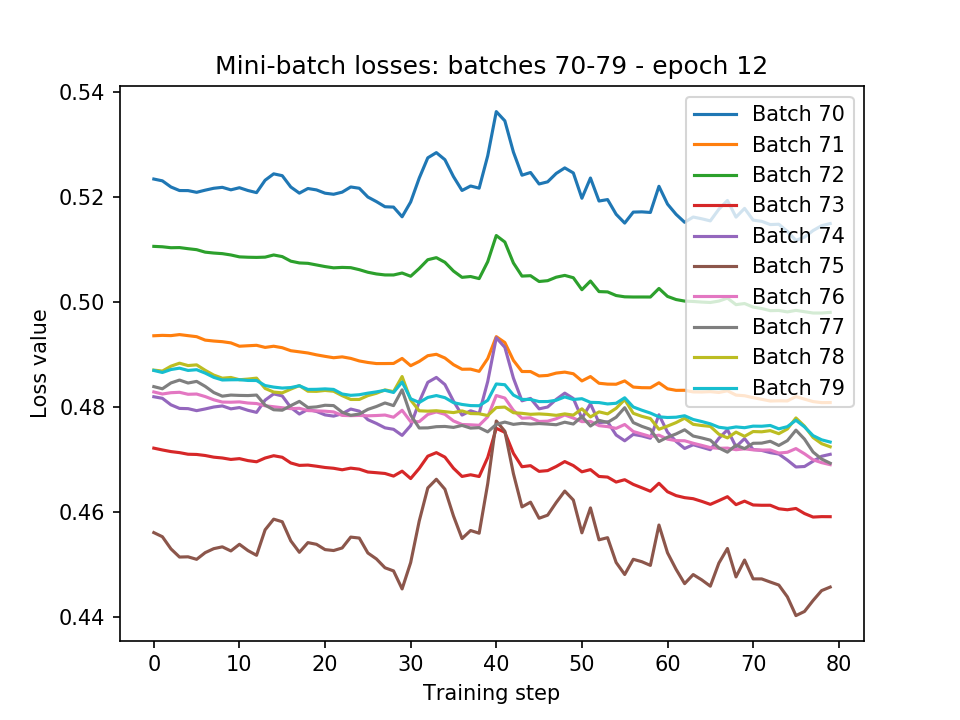 Mini-batch losses: batches 70-79 - epoch 12
0.54
0.52
0.50
0.48
0.46
0.44
Loss value
0
10
20
30
40
50
60
70
80
Training step
Batch 70
Batch 71
Batch 72
Batch 73
Batch 74
Batch 75
Batch 76
Batch 77
Batch 78
Batch 79